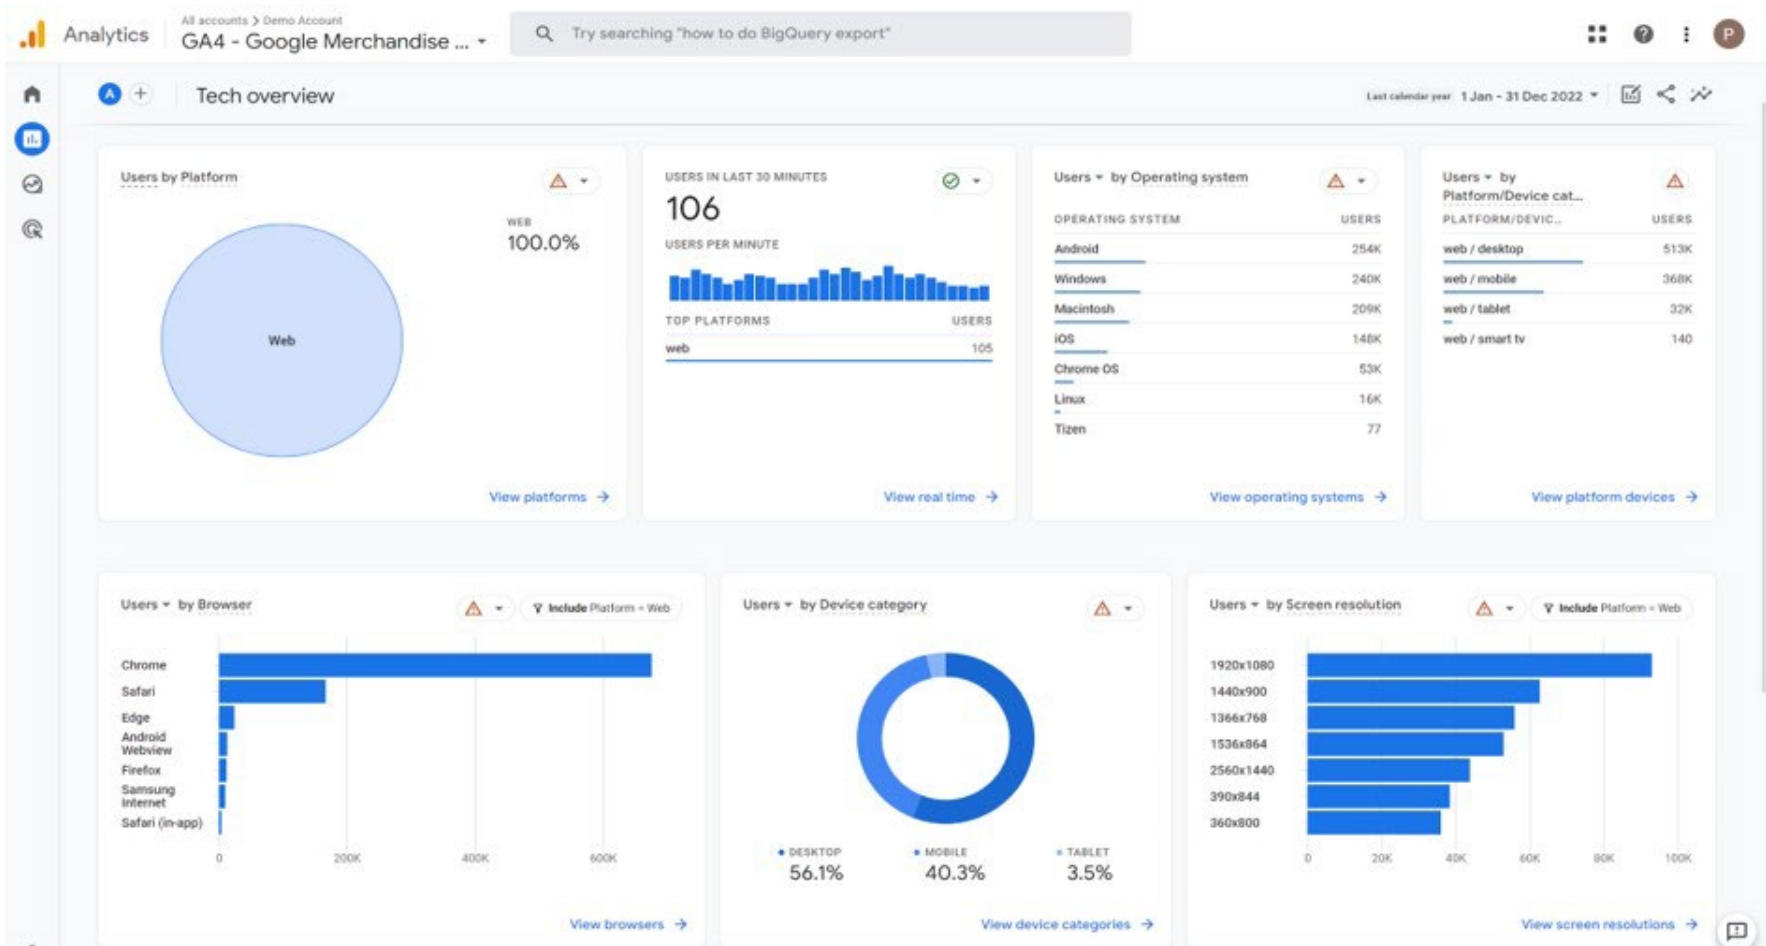 All accounts > Demo Account
Analytics
GA4 - Google Merchandise ...
Try searching "how to do BigQuery export"
P
A
Tech overview
Last calendar year 1 Jan - 31 Dec 2022
Users by Platform
WEB
100.0%
Web
View platforms
USERS IN LAST 30 MINUTES
106
USERS PER MINUTE
TOP PLATFORMS USERS
web 105
View real time
Users by Operating system
OPERATING SYSTEM USERS
Android 254K
Windows 240K
Macintosh 209K
iOS 148K
Chrome OS 53K
Linux 16K
Tizen 77
View operating systems
Users by
Platform/Device cat...
PLATFORM/DEVIC... USERS
web / desktop 513K
web / mobile 368K
web / tablet 32K
web / smart tv 140
View platform devices
Users by Browser
Include Platform = Web
Chrome
Safari
Edge
Android
Webview
Firefox
Samsung
Internet
Safari (in-app)
0 200K 400K 600K
View browsers
Users by Device category
DESKTOP MOBILE TABLET
56.1% 40.3% 3.5%
View device categories
Users by Screen resolution
Include Platform = Web
1920x1080
1440x900
1366x768
1536x864
2560x1440
390x844
360x800
0 20K 40K 60K 80K 100K
View screen resolutions